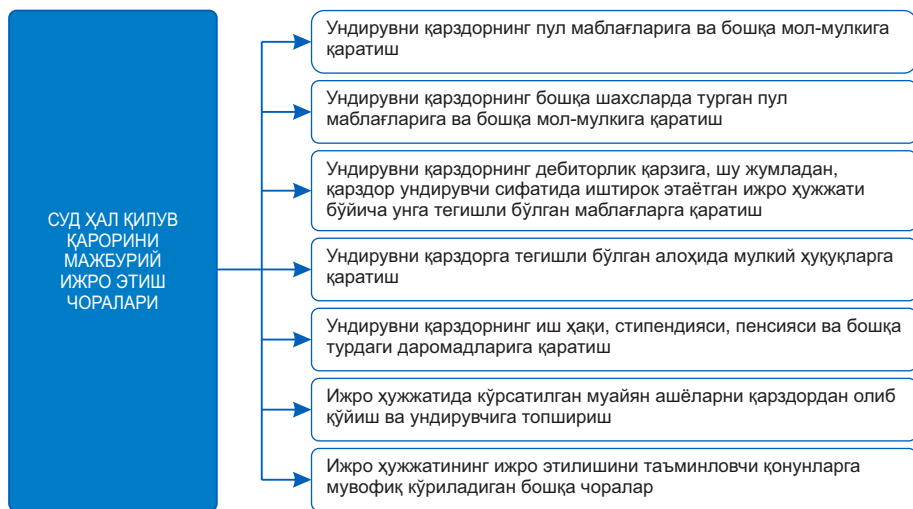 СУД ҲАЛ ҚИЛУВ
ҚАРОРИНИ
МАЖБУРИЙ
ИЖРО ЭТИШ
ЧОРАЛАРИ
Ундирувни қарздорнинг пул маблағларига ва бошқа мол-мулкига
қаратиш
Ундирувни қарздорнинг бошқа шахсларда турган пул
маблағларига ва бошқа мол-мулкига қаратиш
Ундирувни қарздорнинг дебиторлик қарзига, шу жумладан,
қарздор ундирувчи сифатида иштирок этаётган ижро ҳужжати
бўйича унга тегишли бўлган маблағларга қаратиш
Ундирувни қарздорга тегишли бўлган алоҳида мулкий ҳуқуқларга
қаратиш
Ундирувни қарздорнинг иш ҳақи, стипендияси, пенсияси ва бошқа
турдаги даромадларига қаратиш
Ижро ҳужжатида кўрсатилган муайян ашёларни қарздордан олиб
қўйиш ва ундирувчига топшириш
Ижро ҳужжатининг ижро этилишини таъминловчи қонунларга
мувофиқ кўриладиган бошқа чоралар